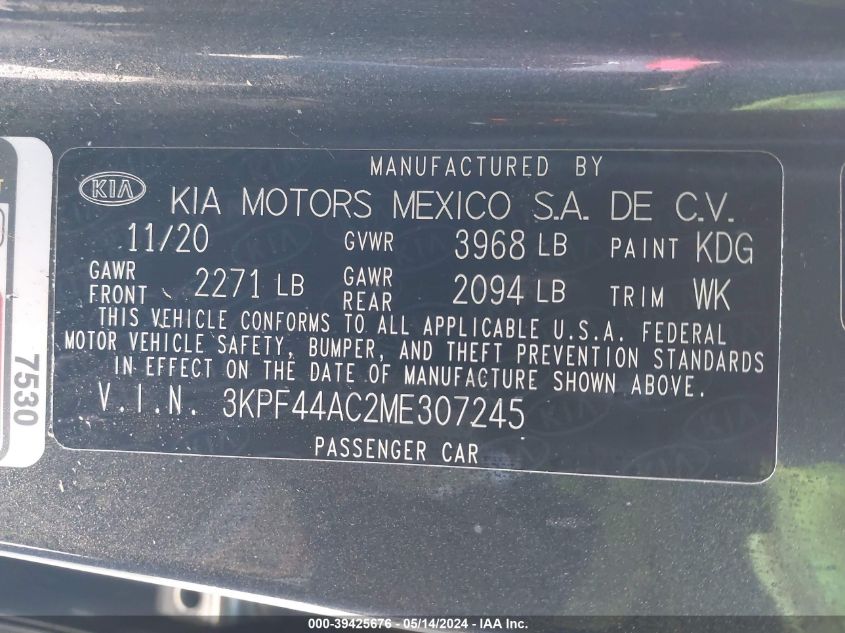 MANUFACTURED BY
KIA KIA MOTORS MEXICO S.A. DE C.V.
11/20 GVWR 3968 LB PAINT KDG
GAWR FRONT 2271 LB GAWR REAR 2094 LB TRIM WK
THIS VEHICLE CONFORMS TO ALL APPLICABLE U.S.A. FEDERAL
MOTOR VEHICLE SAFETY, BUMPER, AND THEFT PREVENTION STANDARDS
IN EFFECT ON THE DATE OF MANUFACTURE SHOWN ABOVE.
V.I.N. 3KPF44AC2ME307245
PASSENGER CAR
7530
000-39425676 - 05/14/2024 - IAA Inc.